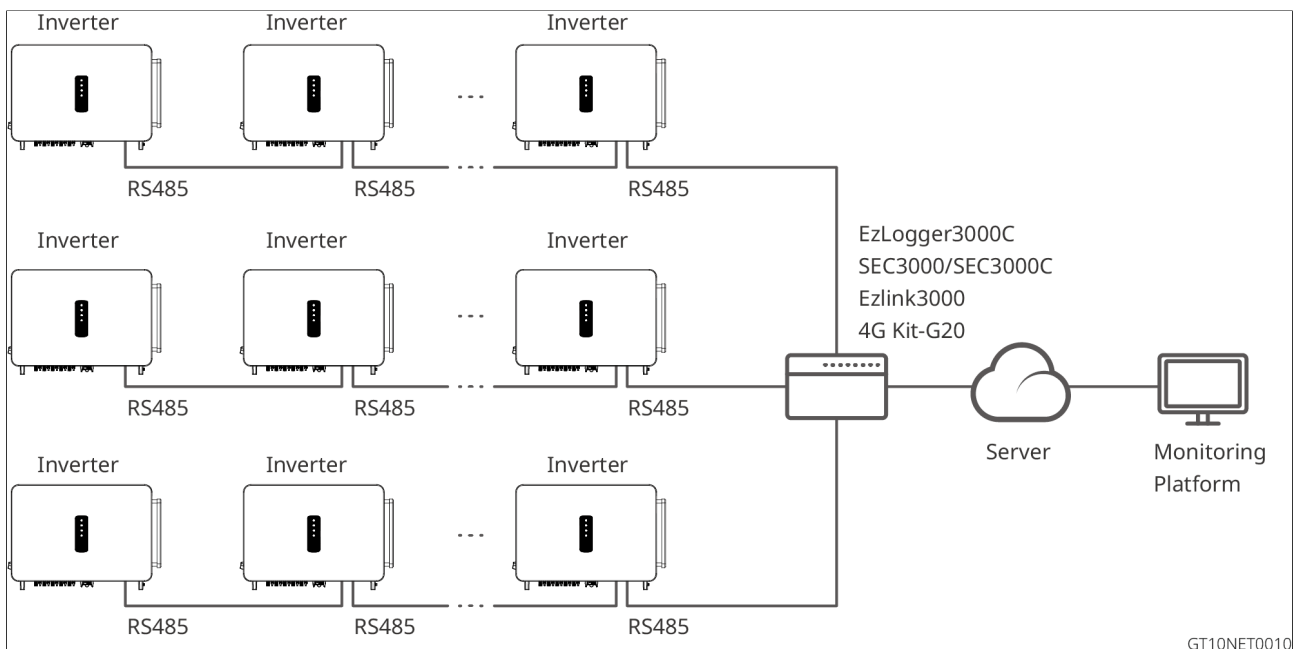 Inverter Inverter Inverter
RS485 RS485 RS485
Inverter Inverter Inverter
EzLogger3000C
SEC3000/SEC3000C
Ezlink3000
4G Kit-G20
RS485 RS485 RS485
Server
Monitoring
Platform
Inverter Inverter Inverter
RS485 RS485 RS485
GT10NET0010